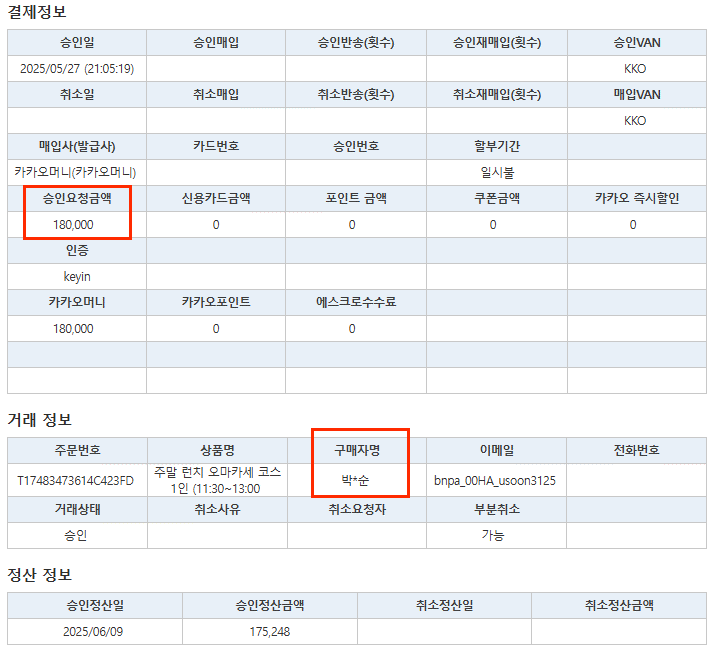 결제정보
승인일 승인매입 승인반송(횟수) 승인재매입(횟수) 승인VAN
2025/05/27 (21:05:19) KKO
취소일 취소매입 취소반송(횟수) 취소재매입(횟수) 매입VAN
KKO
매입사(발급사) 카드번호 승인번호 할부기간
카카오머니(카카오머니) 일시불
승인요청금액 신용카드금액 포인트 금액 쿠폰금액 카카오 즉시할인
180,000 0 0 0 0
인증
keyin
카카오머니 카카오포인트 에스크로수수료
180,000 0 0
거래 정보
주문번호 상품명 구매자명 이메일 전화번호
T17483473614C423FD 주말 런치 오마카세 코스 박*순 bnpa_00HA_usoon3125
1인 (11:30~13:00
거래상태 취소사유 취소요청자 부분취소
승인 가능
정산 정보
승인정산일 승인정산금액 취소정산일 취소정산금액
2025/06/09 175,248